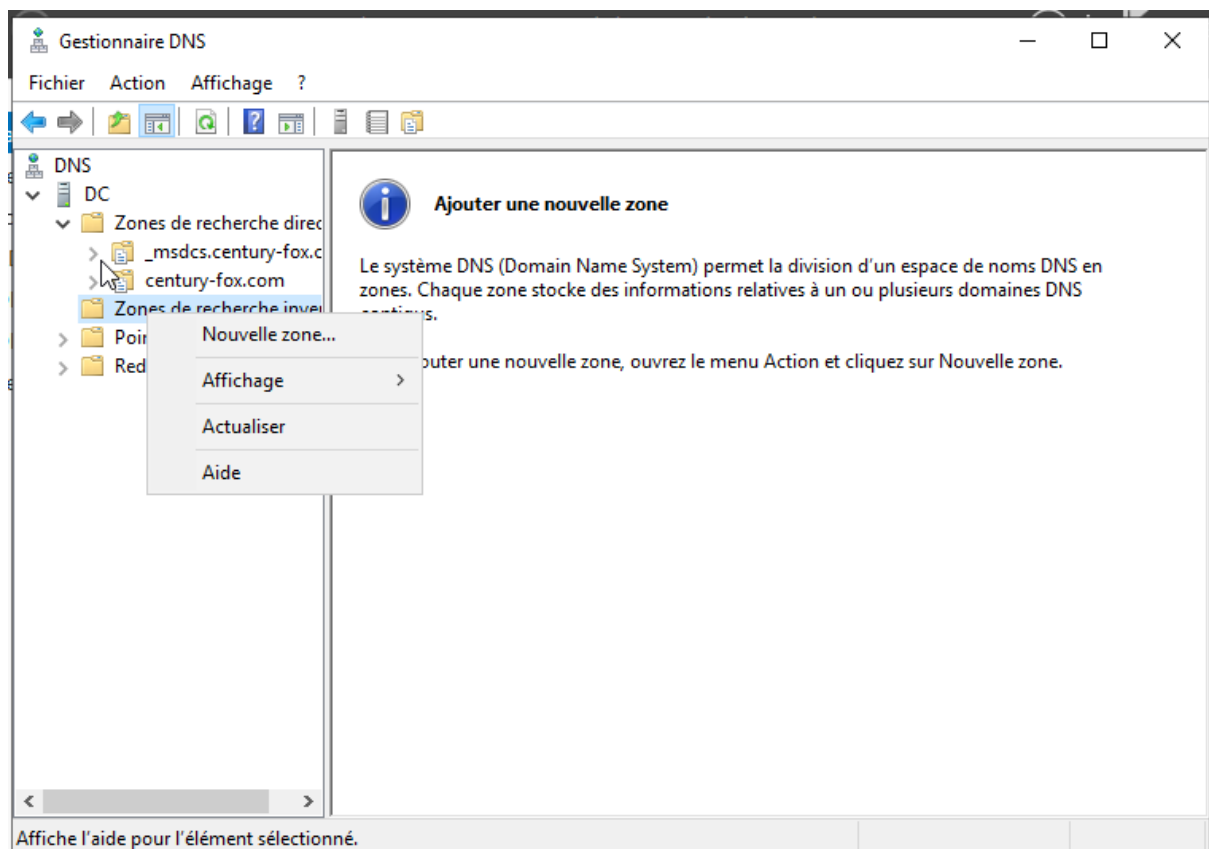 Gestionnaire DNS
Fichier Action Affichage ?
DNS
DC
Zones de recherche direc
_msdcs.century-fox.c
century-fox.com
Zones de recherche inver
Poin
Red
Nouvelle zone...
Affichage
Actualiser
Aide
Ajouter une nouvelle zone
Le système DNS (Domain Name System) permet la division d'un espace de noms DNS en
zones. Chaque zone stocke des informations relatives à un ou plusieurs domaines DNS
contigus.
outer une nouvelle zone, ouvrez le menu Action et cliquez sur Nouvelle zone.
Affiche l'aide pour l'élément sélectionné.